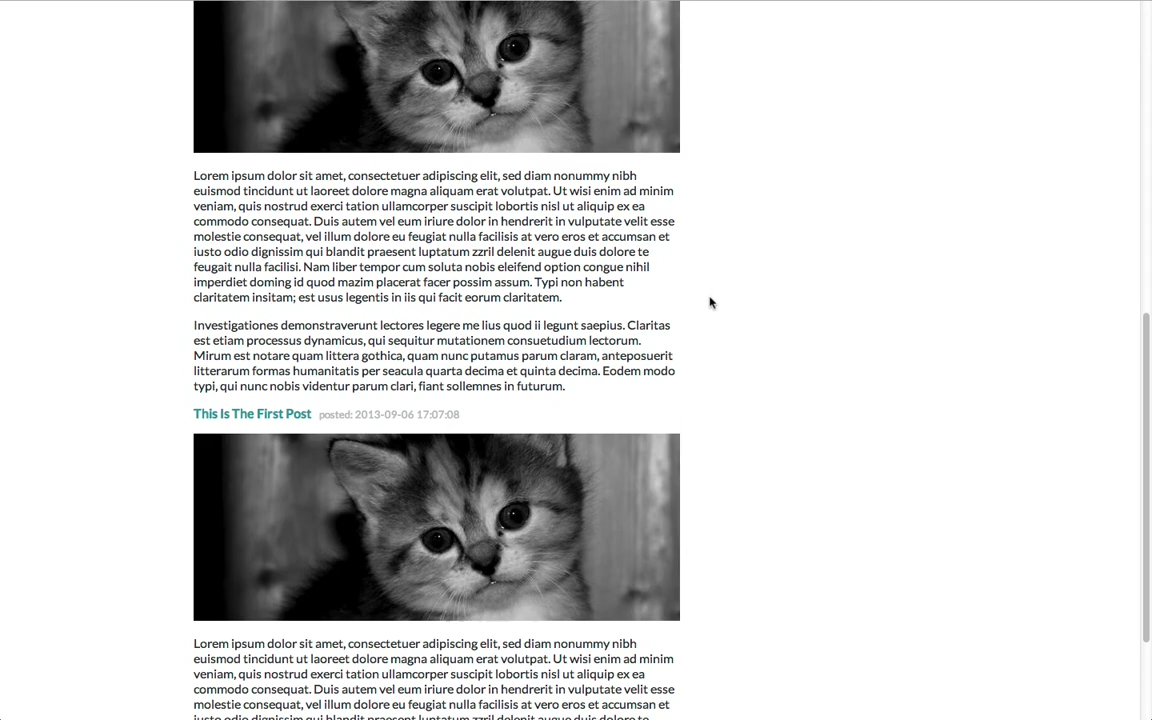 Lorem ipsum dolor sit amet, consectetuer adipiscing elit, sed diam nonummy nibh
euismod tincidunt ut laoreet dolore magna aliquam erat volutpat. Ut wisi enim ad minim
veniam, quis nostrud exerci tation ullamcorper suscipit lobortis nisl ut aliquip ex ea
commodo consequat. Duis autem vel eum iriure dolor in hendrerit in vulputate velit esse
molestie consequat, vel illum dolore eu feugiat nulla facilisis at vero eros et accumsan et
iusto odio dignissim qui blandit praesent luptatum zzril delenit augue duis dolore te
feugait nulla facilisi. Nam liber tempor cum soluta nobis eleifend option congue nihil
imperdiet doming id quod mazim placerat facer possim assum. Typi non habent
claritatem insitam; est usus legentis in iis qui facit eorum claritatem.
Investigationes demonstraverunt lectores legere me lius quod ii legunt saepius. Claritas
est etiam processus dynamicus, qui sequitur mutationem consuetudium lectorum.
Mirum est notare quam littera gothica, quam nunc putamus parum claram, anteposuerit
litterarum formas humanitatis per seacula quarta decima et quinta decima. Eodem modo
typi, qui nunc nobis videntur parum clari, fiant sollemnes in futurum.
This Is The First Post posted: 2013-09-06 17:07:08
Lorem ipsum dolor sit amet, consectetuer adipiscing elit, sed diam nonummy nibh
euismod tincidunt ut laoreet dolore magna aliquam erat volutpat. Ut wisi enim ad minim
veniam, quis nostrud exerci tation ullamcorper suscipit lobortis nisl ut aliquip ex ea
commodo consequat. Duis autem vel eum iriure dolor in hendrerit in vulputate velit esse
molestie consequat, vel illum dolore eu feugiat nulla facilisis at vero eros et accumsan et
iusto odio dignissim qui blandit praesent luptatum zzril delenit augue duis dolore te